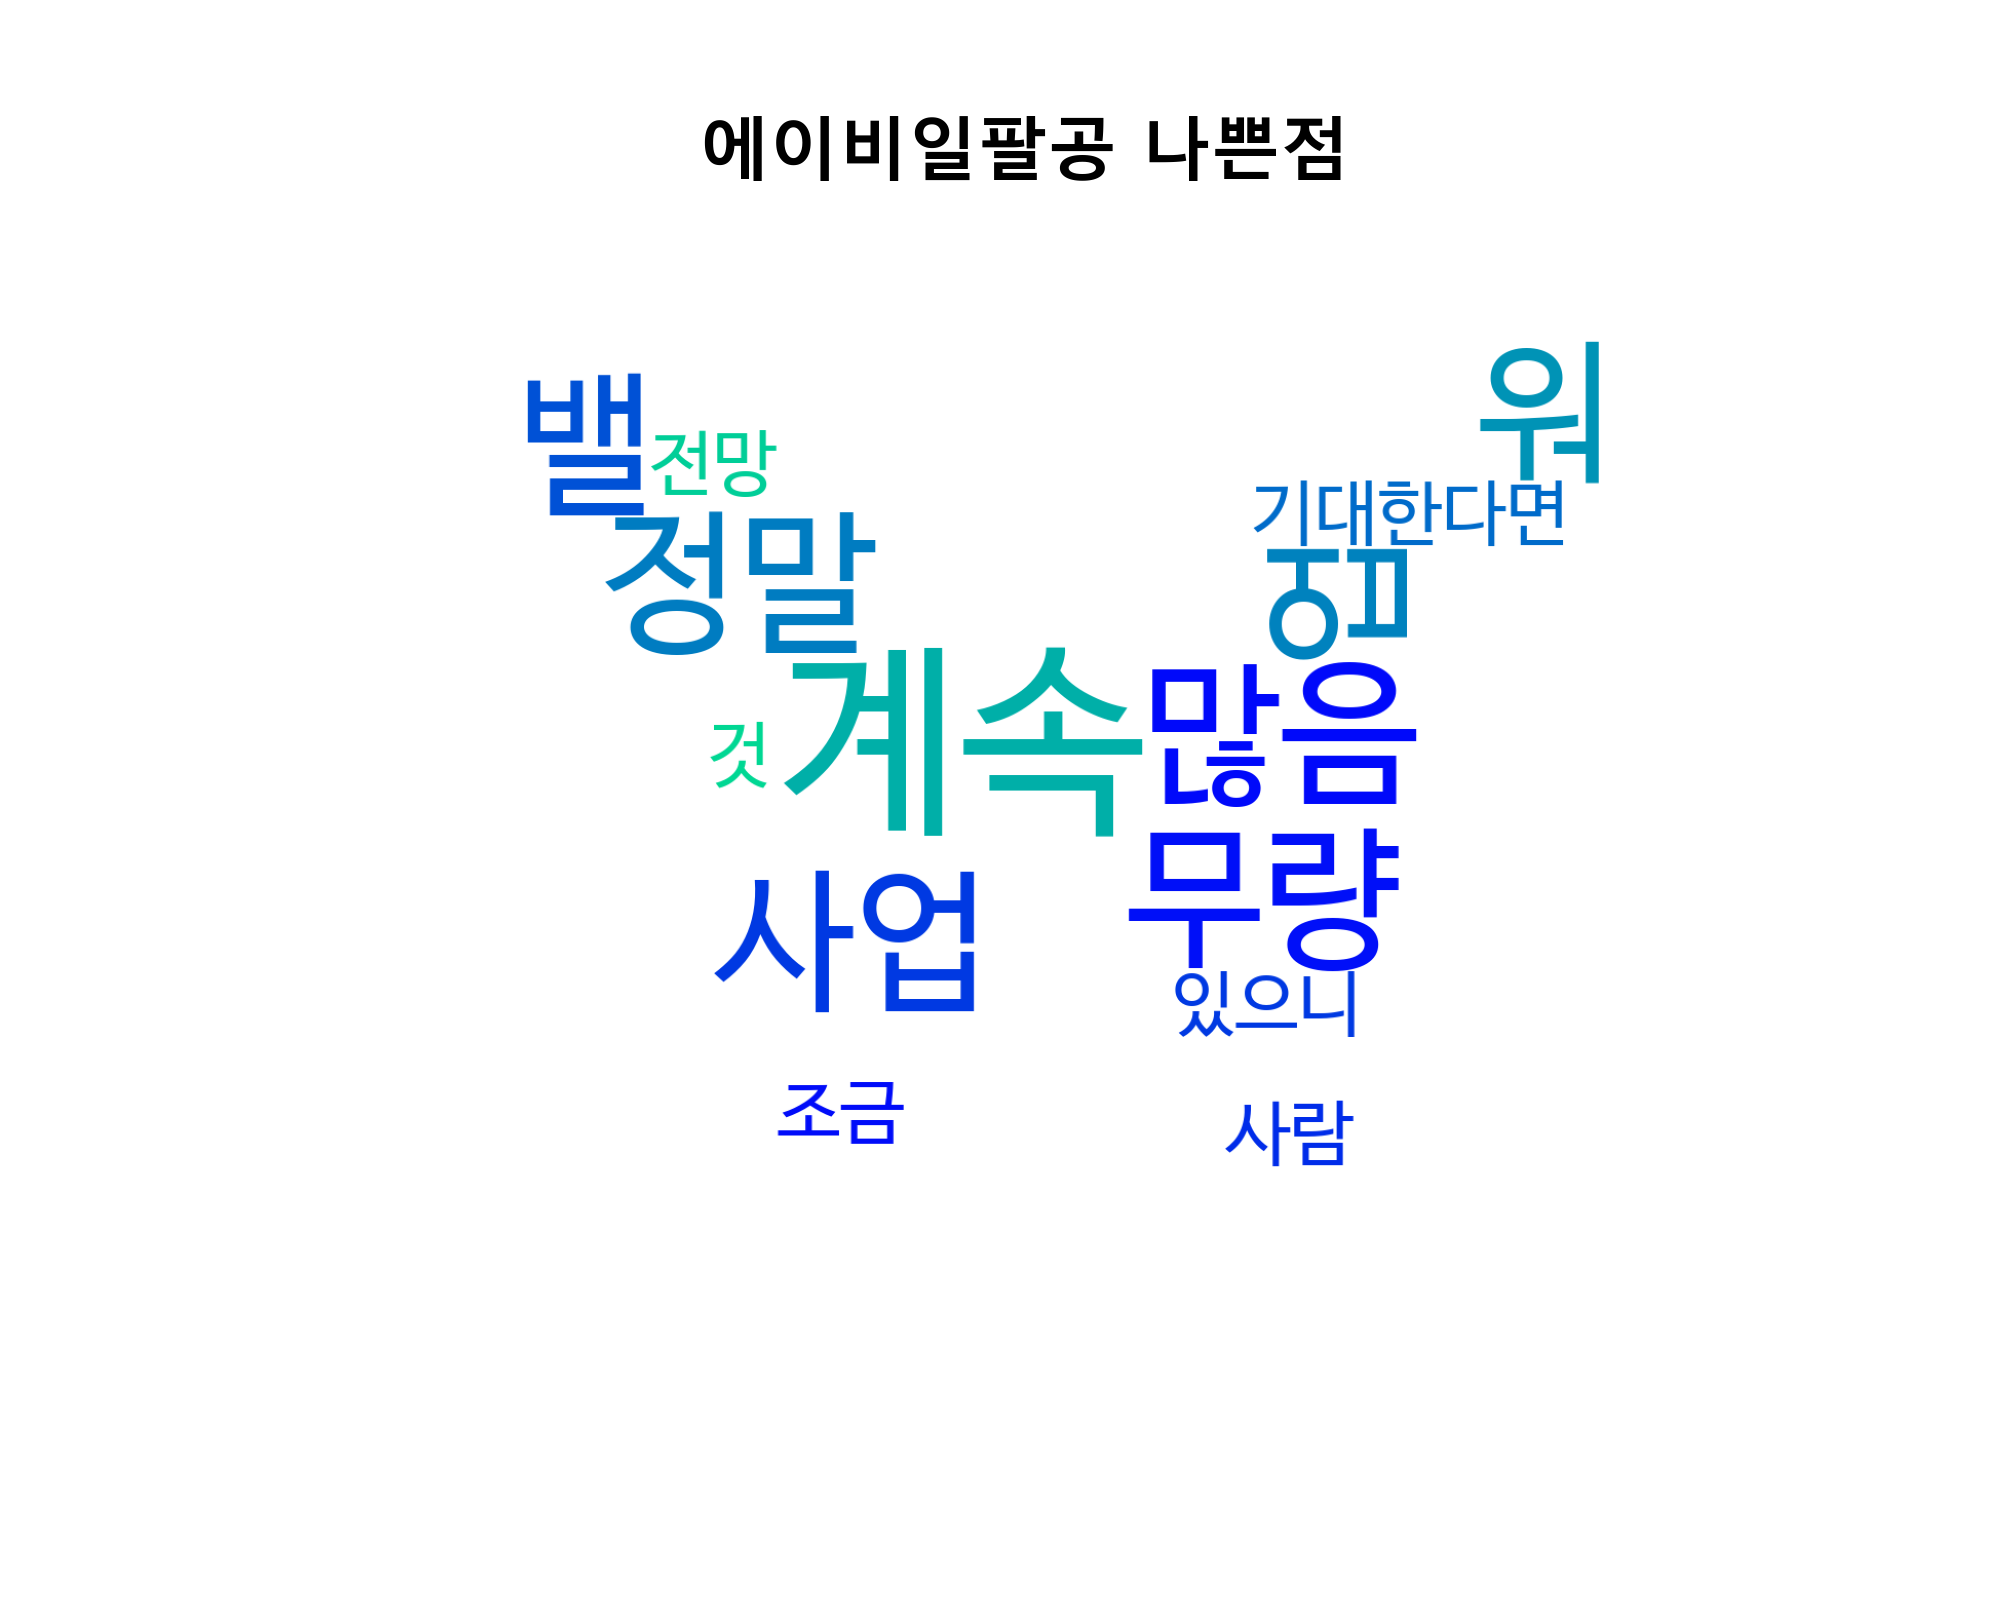 에이비일팔공 나쁜점
워
밸
전망
기대한다면
정말
업
계속
많음
것
무량
사업
있으니
조금
사람